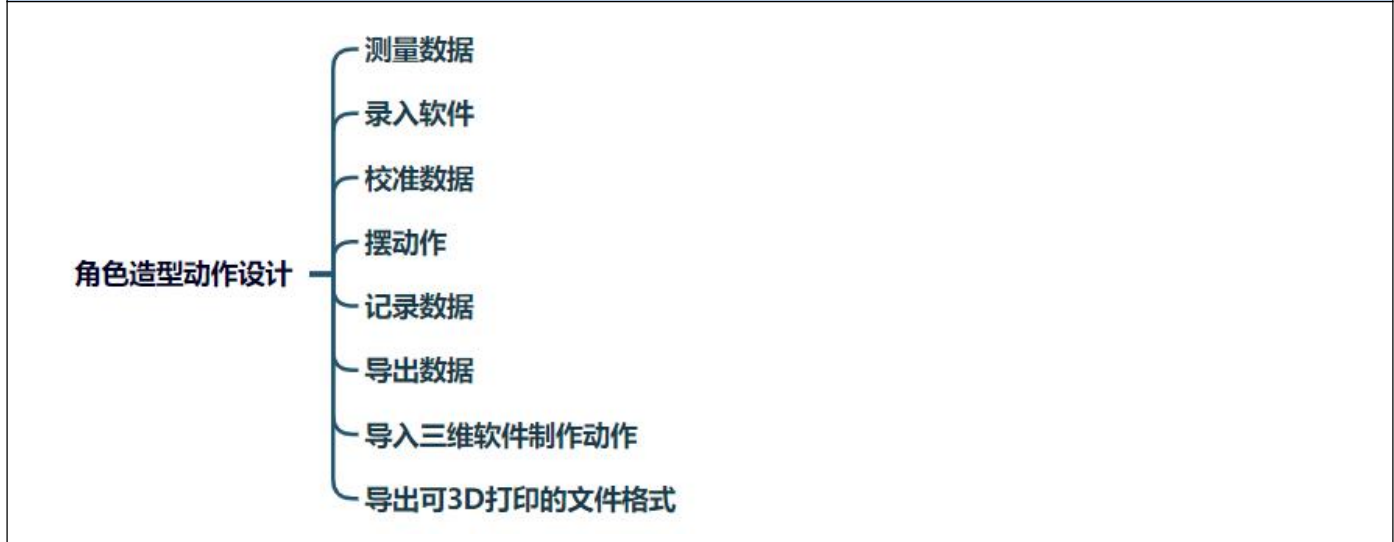 测量数据
录入软件
校准数据
摆动作
角色造型动作设计
记录数据
导出数据
导入三维软件制作动作
导出可3D打印的文件格式